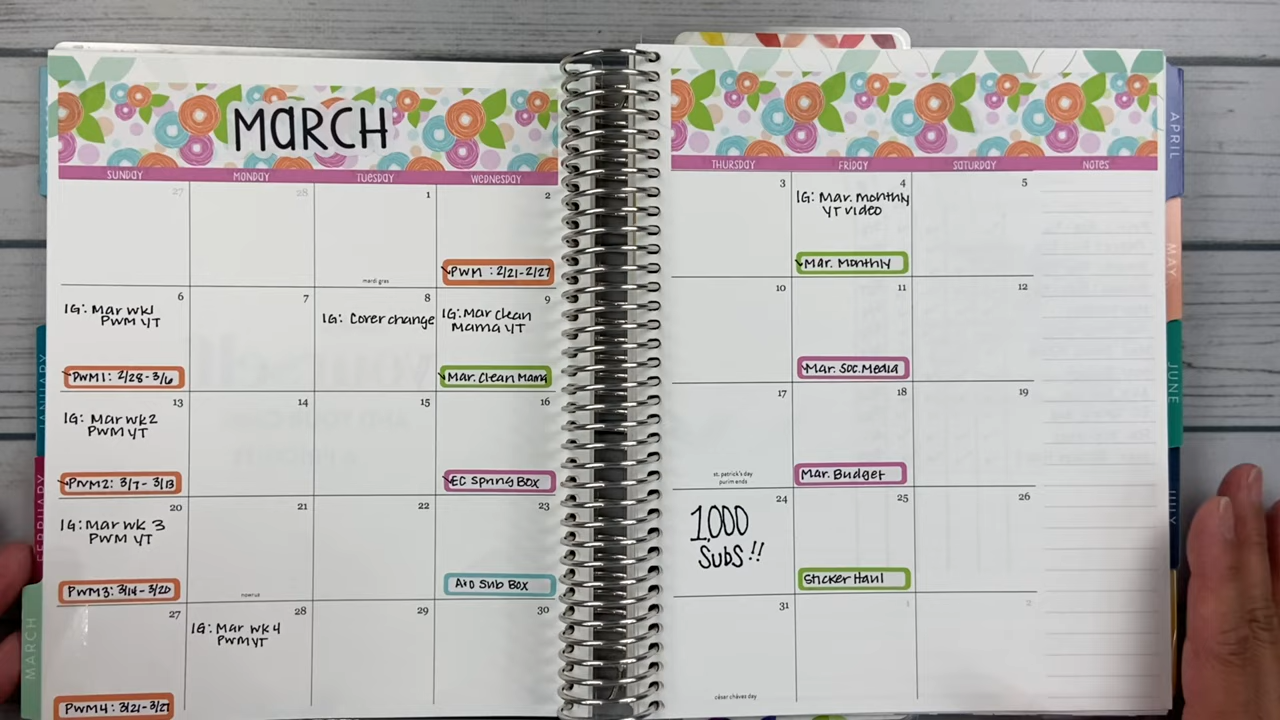 MARCH
SUNDAY MONDAY TUESDAY WEDNESDAY THURSDAY FRIDAY SATURDAY NOTES
27 28 1 2 3 4 5
IG: Mar. monthly
YT video
PWM : 2/21-2/27
Mar. Monthly
mardi gras
6 7 8 9 10 11 12
IG: Mar wk1
PWM YT
IG: Cover change
IG: Mar clean
Mama YT
PWM1: 2/28-3/6
Mar. Clean Mama
Mar. Soc. Media
13 14 15 16 17 18 19
IG: Mar wk2
PWM YT
PWM2: 3/7-3/13
EC Spring Box
st. patrick's day
purim ends
Mar. Budget
20 21 22 23 24 25 26
IG: Mar wk 3
PWM YT
1,000
Subs!!
PWM3: 3/14-3/20
nowruz
A+O Sub Box
Sticker Haul
27 28 29 30 31 1 2
IG: Mar wk4
PWM YT
PWM4: 3/21-3/27
césar chávez day
JANUARY
FEBRUARY
MARCH
APRIL
MAY
JUNE
JULY